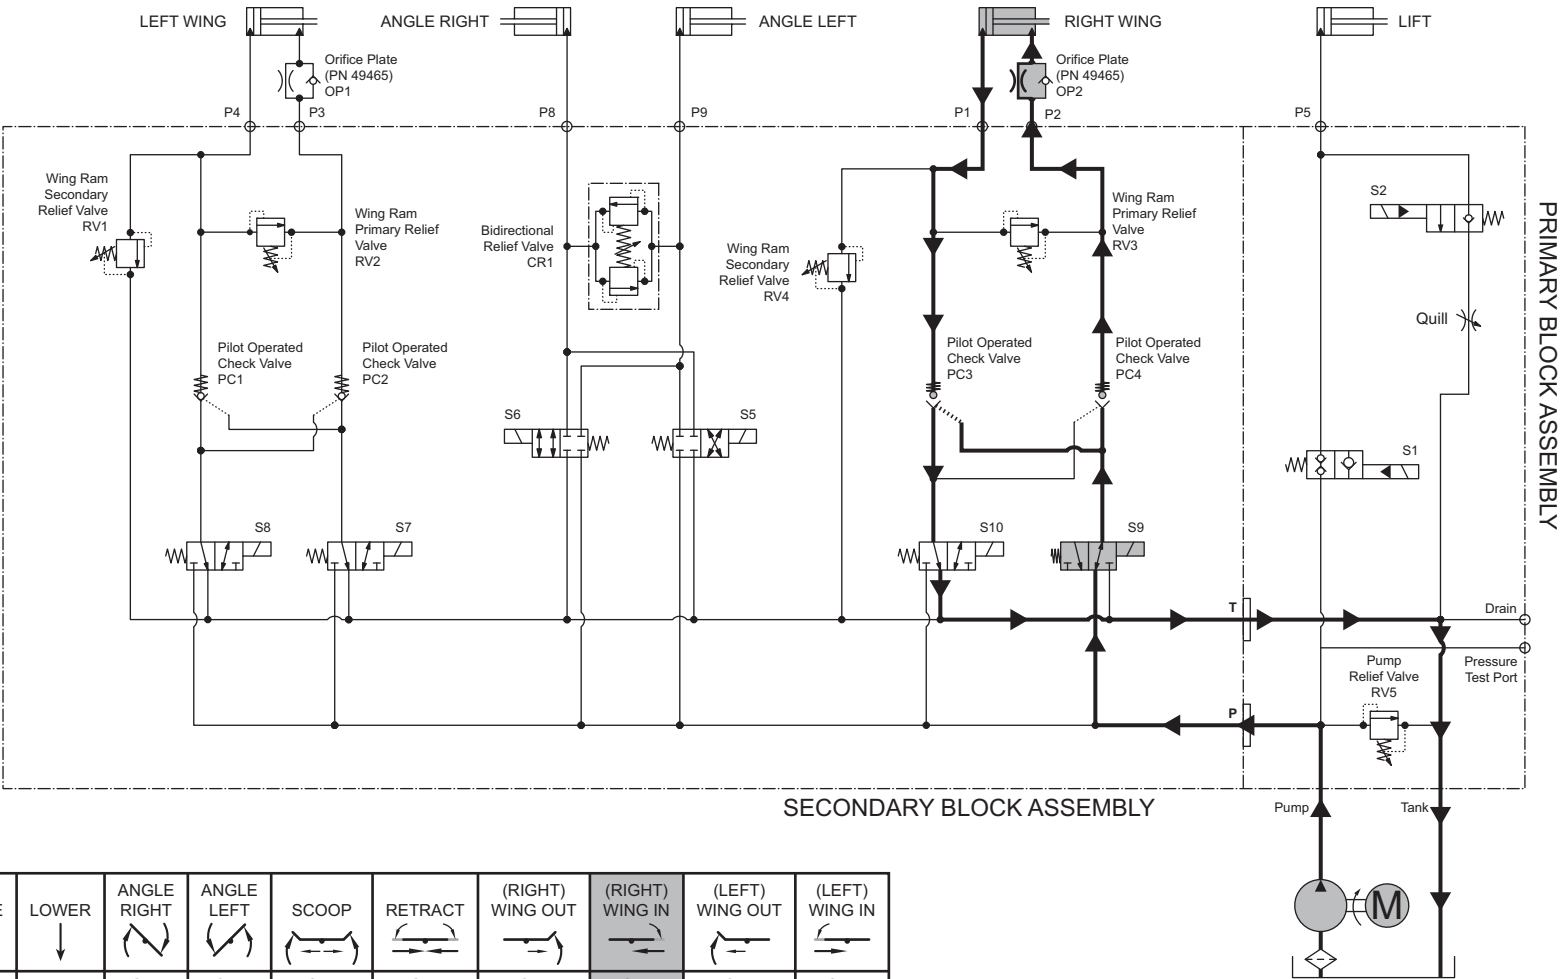 LEFT WING
ANGLE RIGHT
ANGLE LEFT
RIGHT WING
LIFT
Orifice Plate
(PN 49465)
OP1
Orifice Plate
(PN 49465)
OP2
P4
P3
P8
P9
P1
P2
P5
Wing Ram
Secondary
Relief Valve
RV1
Wing Ram
Primary Relief
Valve
RV2
Bidirectional
Relief Valve
CR1
Wing Ram
Secondary
Relief Valve
RV4
Wing Ram
Primary Relief
Valve
RV3
S2
Quill
PRIMARY BLOCK ASSEMBLY
Pilot Operated
Check Valve
PC1
Pilot Operated
Check Valve
PC2
Pilot Operated
Check Valve
PC3
Pilot Operated
Check Valve
PC4
S6
S5
S1
S8
S7
S10
S9
T
Drain
Pump
Relief Valve
RV5
Pressure
Test Port
P
SECONDARY BLOCK ASSEMBLY
Pump
Tank
M
E
LOWER
ANGLE
RIGHT
ANGLE
LEFT
SCOOP
RETRACT
(RIGHT)
WING OUT
(RIGHT)
WING IN
(LEFT)
WING OUT
(LEFT)
WING IN